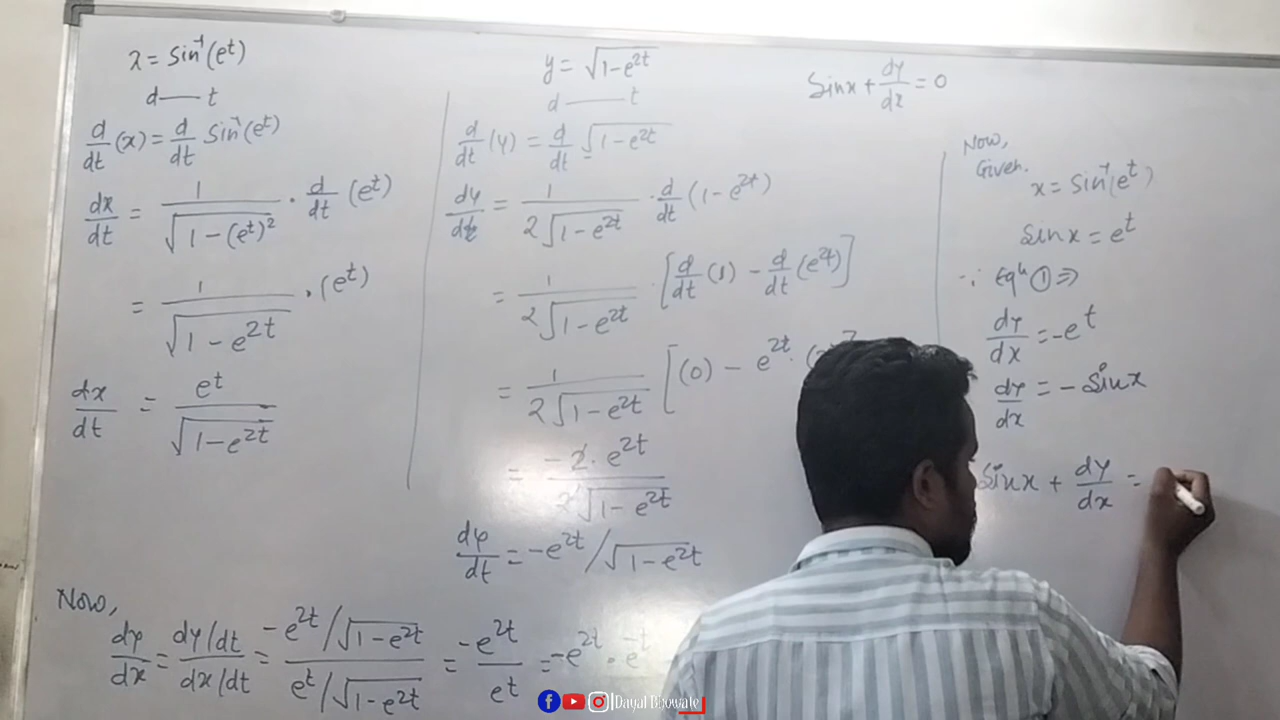 x = Sin⁻¹(eᵗ)
d — t
d/dt (x) = d/dt Sin⁻¹(eᵗ)
dx/dt = 1/√(1-(eᵗ)²) · d/dt (eᵗ)
= 1/√(1-e²ᵗ) · (eᵗ)
dx/dt = eᵗ/√(1-e²ᵗ)
y = √(1-e²ᵗ)
d — t
d/dt (y) = d/dt √(1-e²ᵗ)
dy/dt = 1/(2√(1-e²ᵗ)) · d/dt (1-e²ᵗ)
= 1/(2√(1-e²ᵗ)) · [d/dt (1) - d/dt (e²ᵗ)]
= 1/(2√(1-e²ᵗ)) [(0) - e²ᵗ ·
= -2·e²ᵗ/(2√(1-e²ᵗ))
dy/dt = -e²ᵗ/√(1-e²ᵗ)
Now,
dy/dx = (dy/dt)/(dx/dt) = (-e²ᵗ/√(1-e²ᵗ))/(eᵗ/√(1-e²ᵗ)) = -e²ᵗ/eᵗ = -e²ᵗ · e⁻ᵗ
Sinx + dy/dx = 0
Now,
Given.
x = Sin⁻¹(eᵗ)
Sinx = eᵗ
∴ Eqⁿ ① ⇒
dy/dx = -eᵗ
dy/dx = - Sinx
Sinx + dy/dx =
Dayal Bhowate